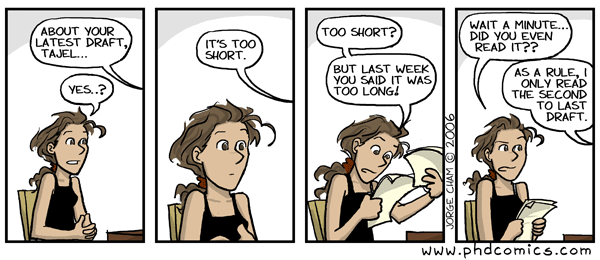 ABOUT YOUR
LATEST DRAFT,
TAJEL...
YES..?
IT'S TOO
SHORT.
TOO SHORT?
BUT LAST WEEK
YOU SAID IT WAS
TOO LONG!
JORGE CHAM © 2006
WAIT A MINUTE...
DID YOU EVEN
READ IT??
AS A RULE, I
ONLY READ
THE SECOND
TO LAST
DRAFT.
www.phdcomics.com